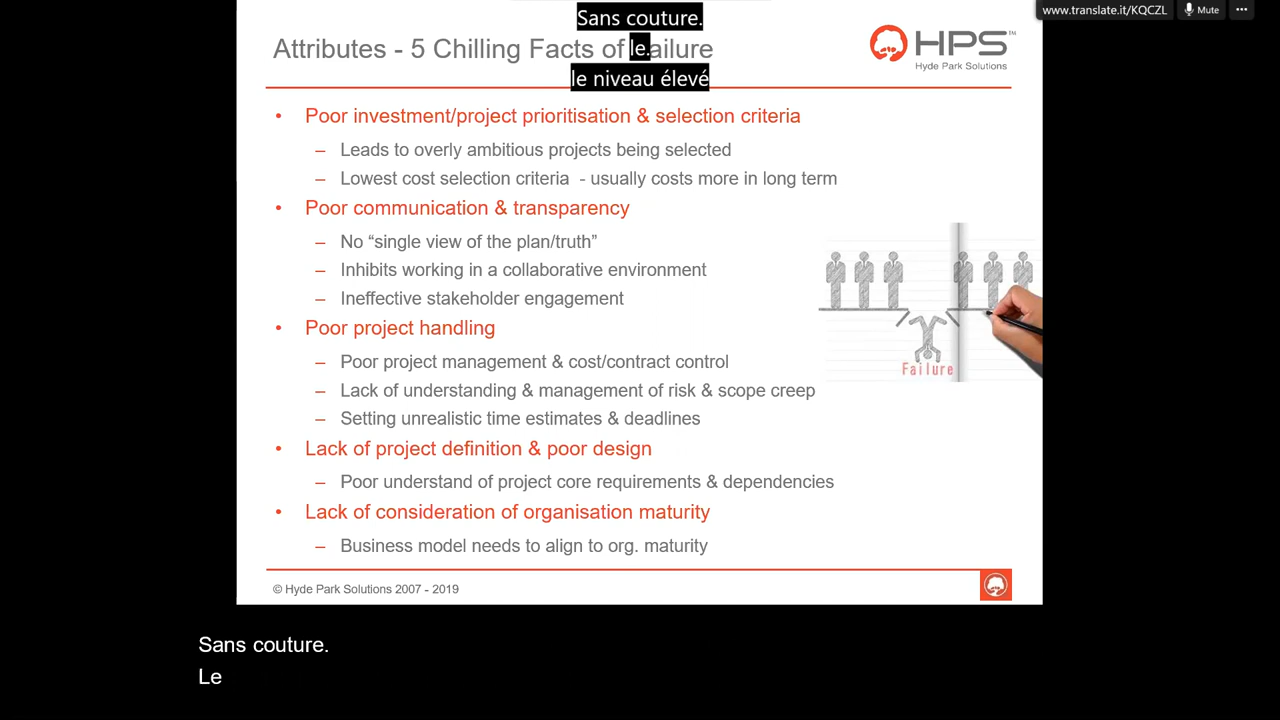 Sans couture.
www.translate.it/KQCZL
Mute
Attributes - 5 Chilling Facts of Failure
le.
HPS™
Hyde Park Solutions
le niveau élevé
• Poor investment/project prioritisation & selection criteria
– Leads to overly ambitious projects being selected
– Lowest cost selection criteria - usually costs more in long term
• Poor communication & transparency
– No “single view of the plan/truth”
– Inhibits working in a collaborative environment
– Ineffective stakeholder engagement
• Poor project handling
– Poor project management & cost/contract control
– Lack of understanding & management of risk & scope creep
– Setting unrealistic time estimates & deadlines
Failure
• Lack of project definition & poor design
– Poor understand of project core requirements & dependencies
• Lack of consideration of organisation maturity
– Business model needs to align to org. maturity
© Hyde Park Solutions 2007 - 2019
Sans couture.
Le